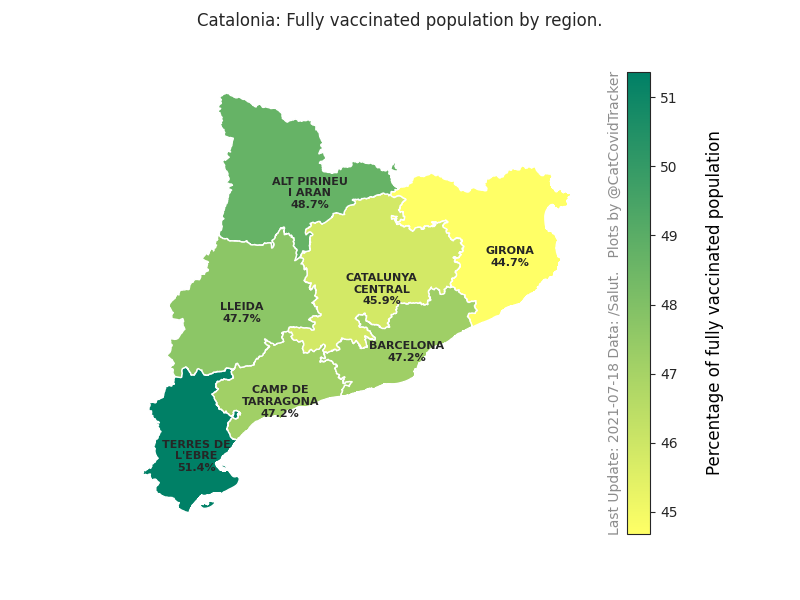 Catalonia: Fully vaccinated population by region.
ALT PIRINEU
I ARAN
48.7%
GIRONA
44.7%
CATALUNYA
CENTRAL
45.9%
LLEIDA
47.7%
BARCELONA
47.2%
CAMP DE
TARRAGONA
47.2%
TERRES DE
L'EBRE
51.4%
Last Update: 2021-07-18 Data: /Salut.   Plots by @CatCovidTracker
51
50
49
48
47
46
45
Percentage of fully vaccinated population